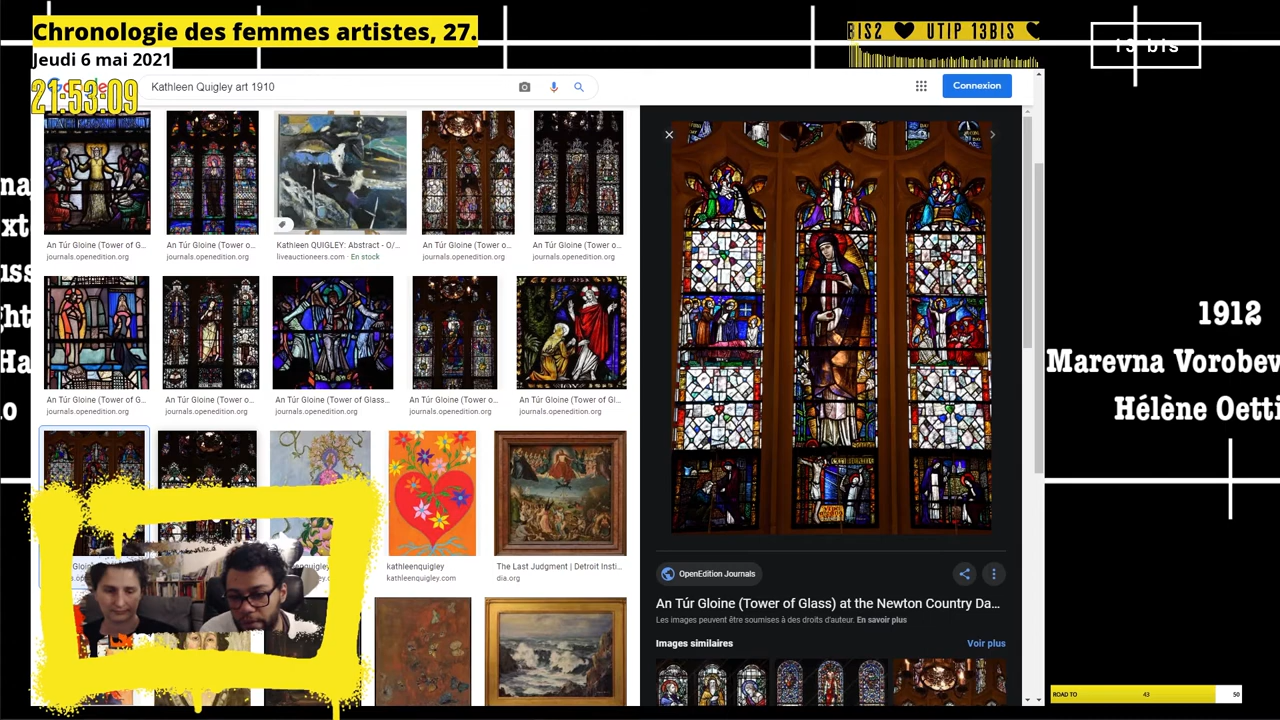 Chronologie des femmes artistes, 27.
Jeudi 6 mai 2021
21:53:09
BIS2 ♥ UTIP 13BIS ♥
13 bis
Kathleen Quigley art 1910
Connexion
An Túr Gloine (Tower of G...
journals.openedition.org
An Túr Gloine (Tower o...
journals.openedition.org
Kathleen QUIGLEY: Abstract - O/...
liveauctioneers.com · En stock
An Túr Gloine (Tower o...
journals.openedition.org
An Túr Gloine (Tower o...
journals.openedition.org
An Túr Gloine (Tower of G...
journals.openedition.org
An Túr Gloine (Tower o...
journals.openedition.org
An Túr Gloine (Tower of Glass...
journals.openedition.org
An Túr Gloine (Tower o...
journals.openedition.org
An Túr Gloine (Tower of Gl...
journals.openedition.org
kathleenquigley
kathleenquigley.com
The Last Judgment | Detroit Insti...
dia.org
OpenEdition Journals
An Túr Gloine (Tower of Glass) at the Newton Country Da...
Les images peuvent être soumises à des droits d'auteur. En savoir plus
Images similaires
Voir plus
1912
Marevna Vorobev
Hélène Oetti
ROAD TO 43 50